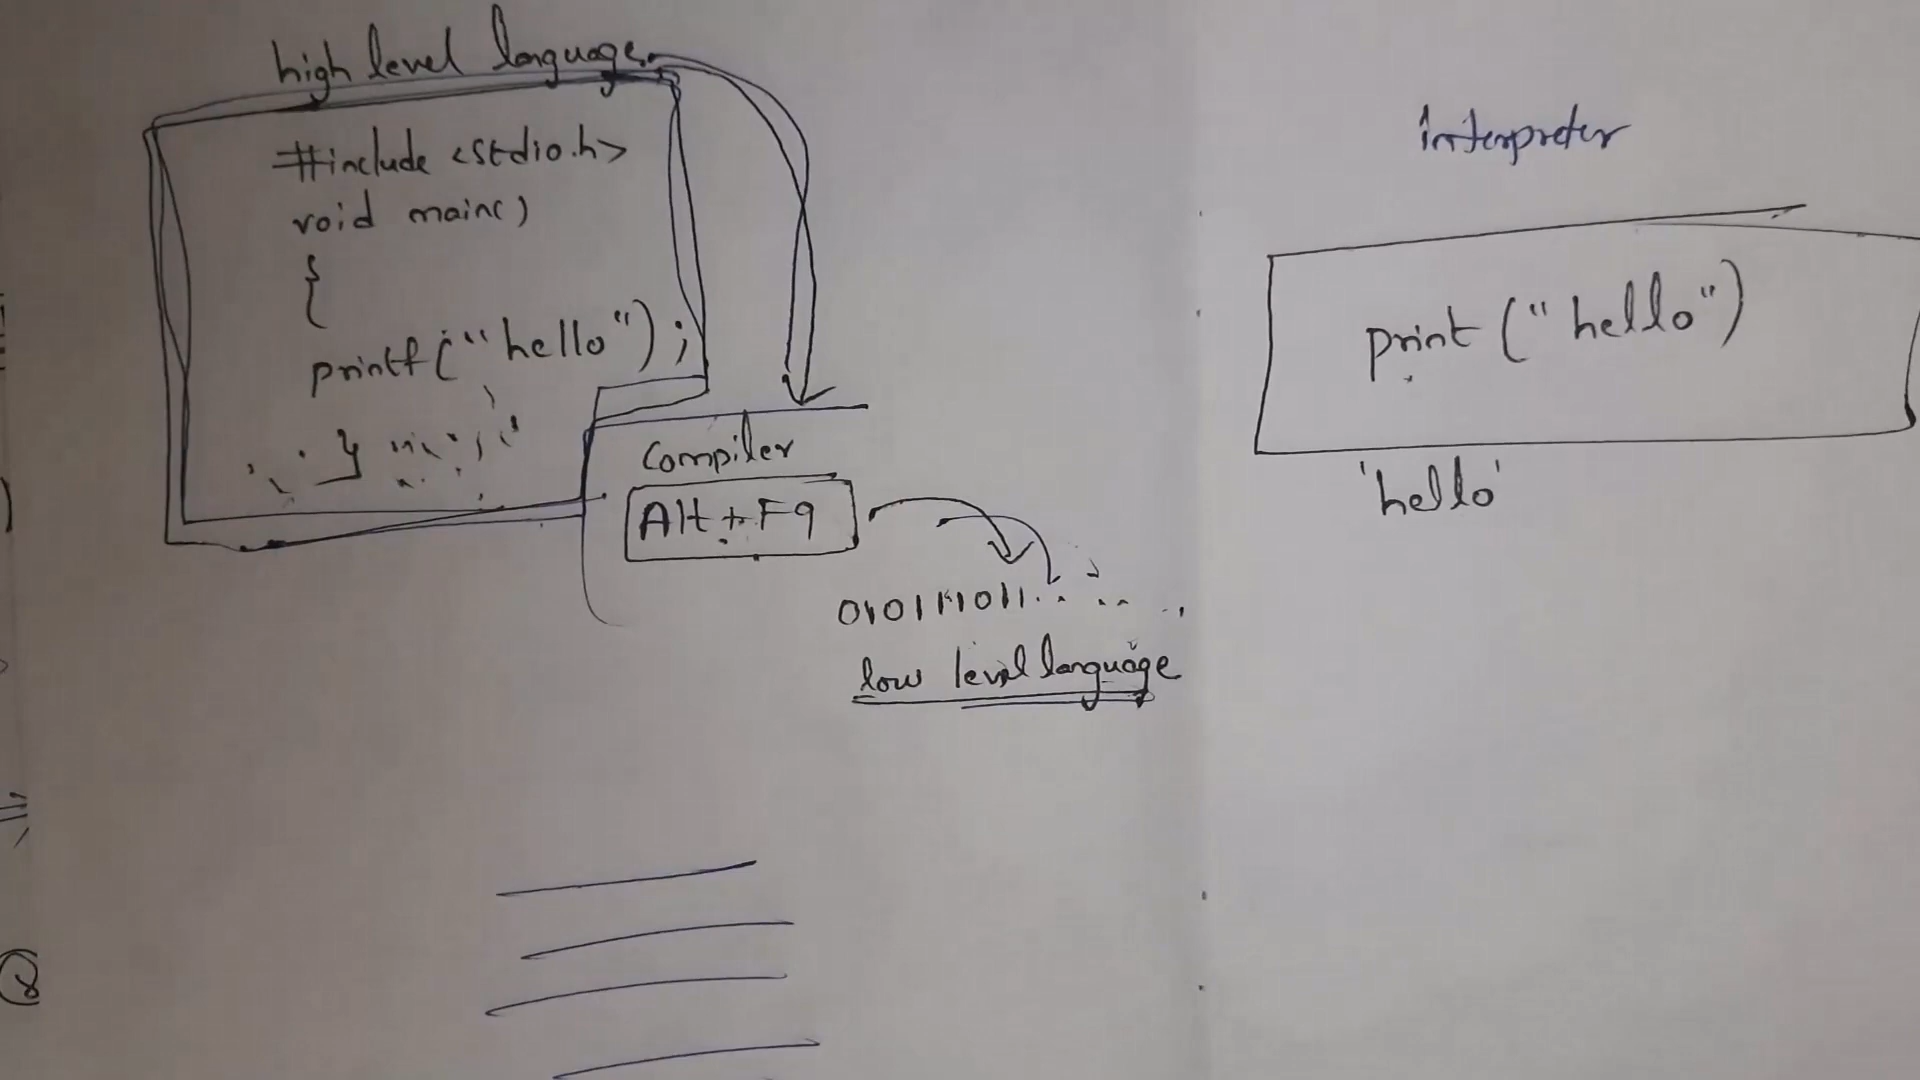 high level language
#include <stdio.h>
void main()
{
printf("hello");
}
Compiler
Alt + F9
low level language
interpreter
print ("hello")
'hello'